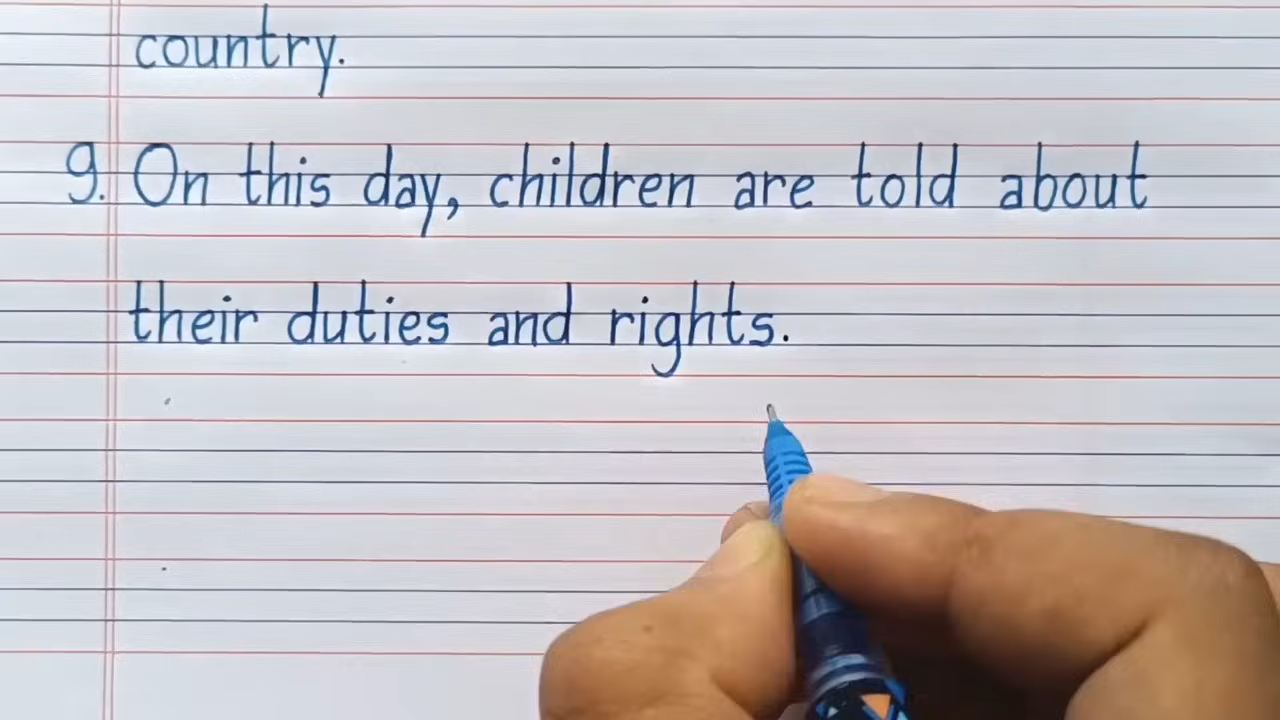 country.
9. On this day, children are told about
their duties and rights.